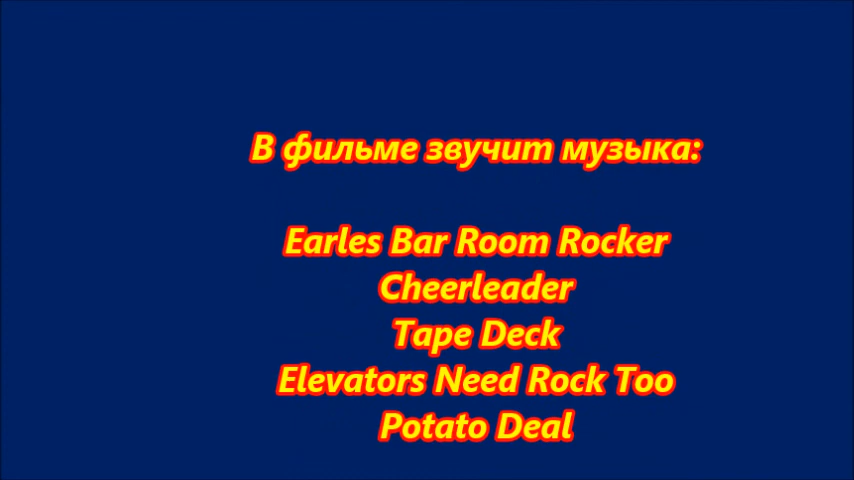 В фильме звучит музыка:
Earles Bar Room Rocker
Cheerleader
Tape Deck
Elevators Need Rock Too
Potato Deal